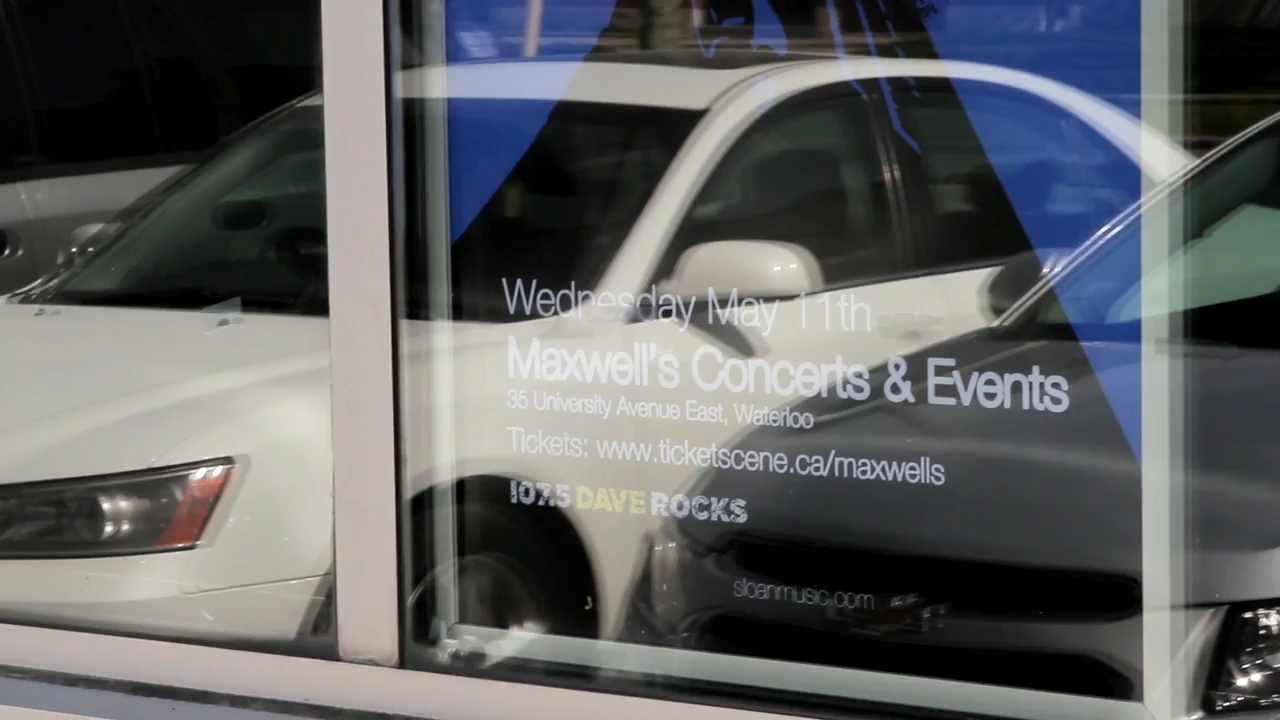 Wednesday May 11th
Maxwell's Concerts & Events
35 University Avenue East, Waterloo
Tickets: www.ticketscene.ca/maxwells
107.5 DAVE ROCKS
sloanmusic.com